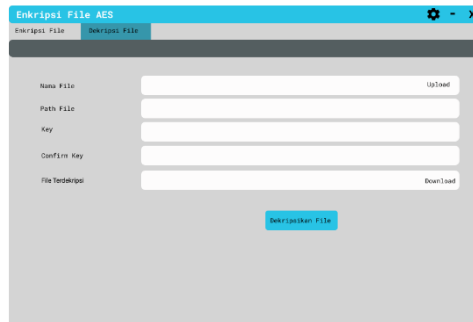 Enkripsi File AES - X
Enkripsi File Dekripsi File
Nama File Upload
Path File
Key
Confirm Key
File Terdekripsi Download
Dekripsikan File